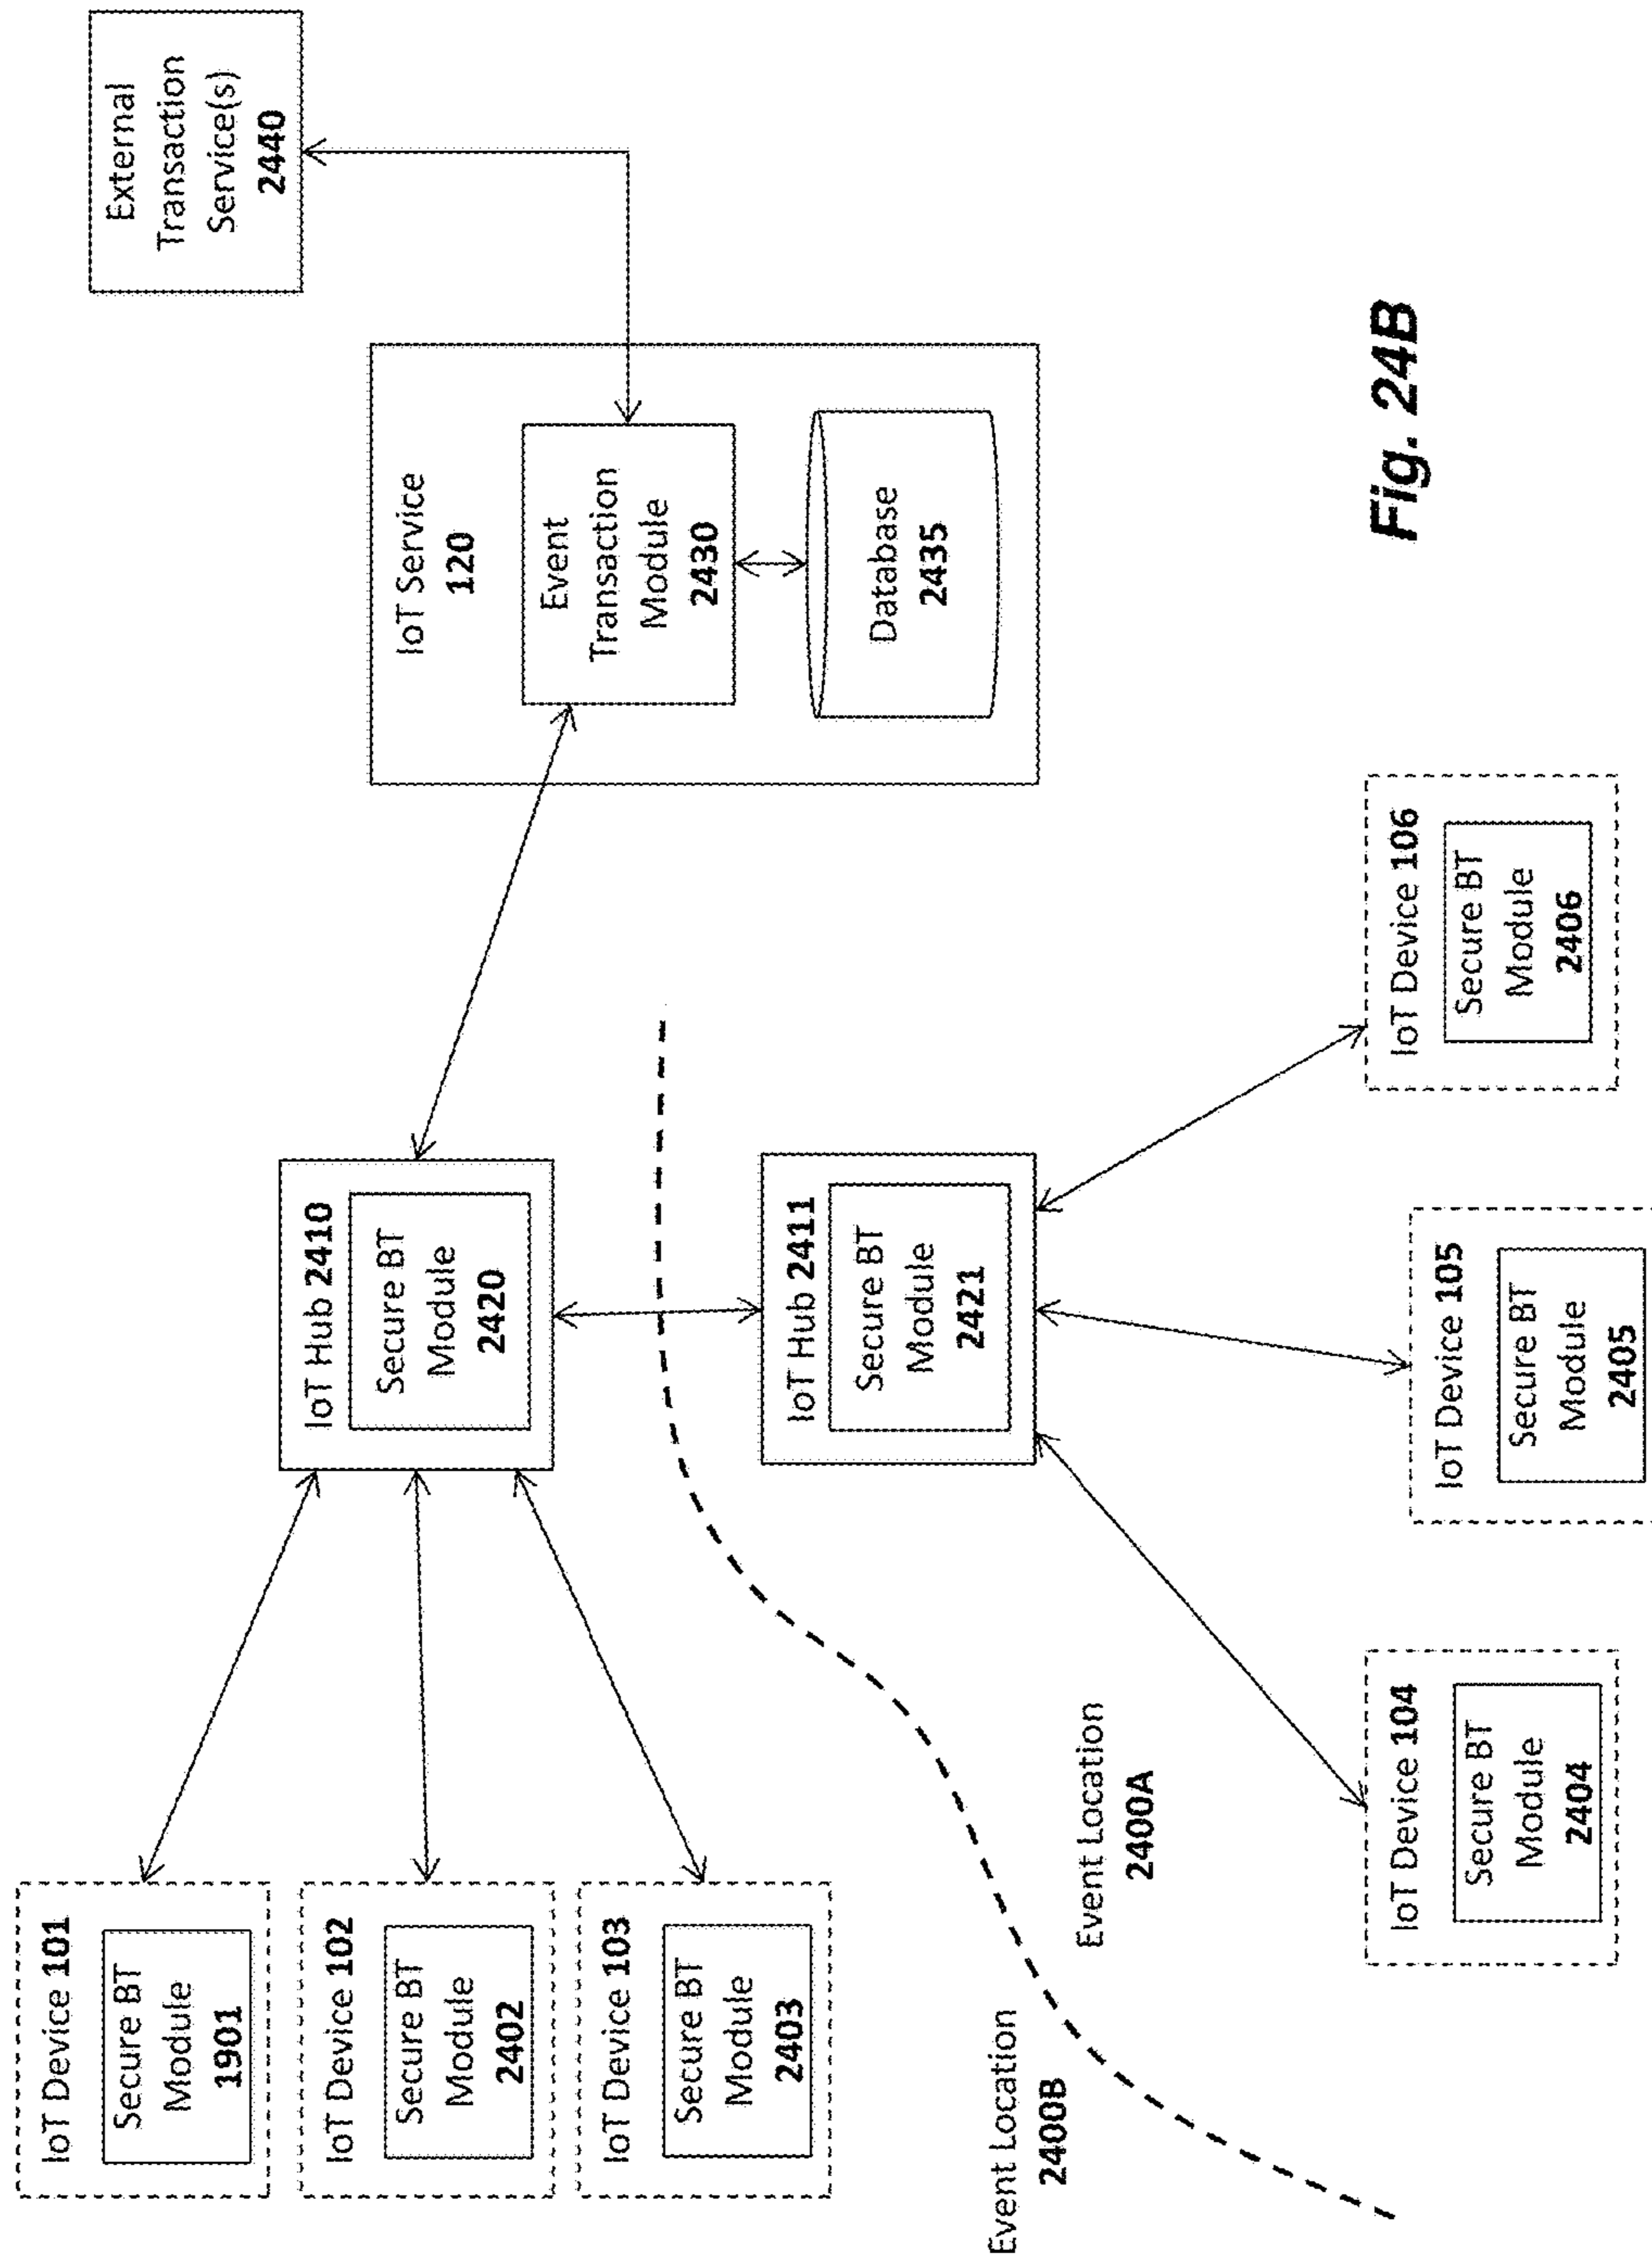 IoT Device 101
Secure BT
Module
1901
IoT Device 102
Secure BT
Module
2402
IoT Device 103
Secure BT
Module
2403
IoT Hub 2410
Secure BT
Module
2420
External
Transaction
Service(s)
2440
IoT Service
120
Event
Transaction
Module
2430
Database
2435
Event Location
2400B
Event Location
2400A
IoT Hub 2411
Secure BT
Module
2421
IoT Device 104
Secure BT
Module
2404
IoT Device 105
Secure BT
Module
2405
IoT Device 106
Secure BT
Module
2406
Fig. 24B